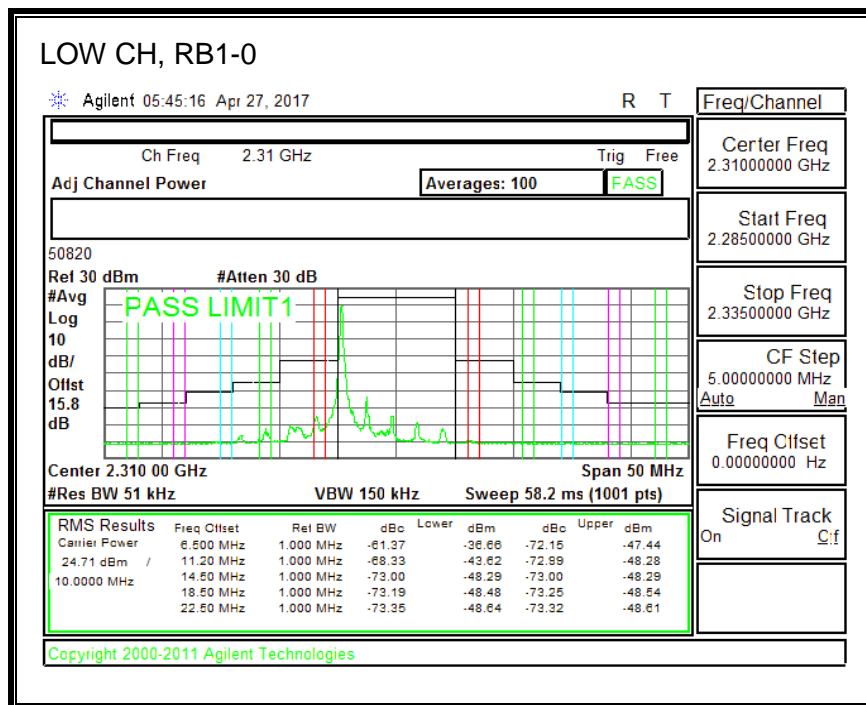 LOW CH, RB1-0
Agilent 05:45:16 Apr 27, 2017 R T
Freq/Channel
Ch Freq 2.31 GHz Trig Free
Adj Channel Power Averages: 100 PASS
Center Freq
2.31000000 GHz
Start Freq
2.28500000 GHz
Stop Freq
2.33500000 GHz
CF Step
5.00000000 MHz
Auto Man
Freq Offset
0.00000000 Hz
Signal Track
On Off
50820
Ref 30 dBm #Atten 30 dB
#Avg
Log
10
dB/
Offst
15.8
dB
PASS LIMIT1
Center 2.310 00 GHz Span 50 MHz
#Res BW 51 kHz VBW 150 kHz Sweep 58.2 ms (1001 pts)
RMS Results Freq Offset Ref BW dBc Lower dBm dBc Upper dBm
Carrier Power 6.500 MHz 1.000 MHz -61.37 -36.66 -72.15 -47.44
24.71 dBm / 11.20 MHz 1.000 MHz -68.33 -43.62 -72.99 -48.28
10.0000 MHz 14.50 MHz 1.000 MHz -73.00 -48.29 -73.00 -48.29
18.50 MHz 1.000 MHz -73.19 -48.48 -73.25 -48.54
22.50 MHz 1.000 MHz -73.35 -48.64 -73.32 -48.61
Copyright 2000-2011 Agilent Technologies